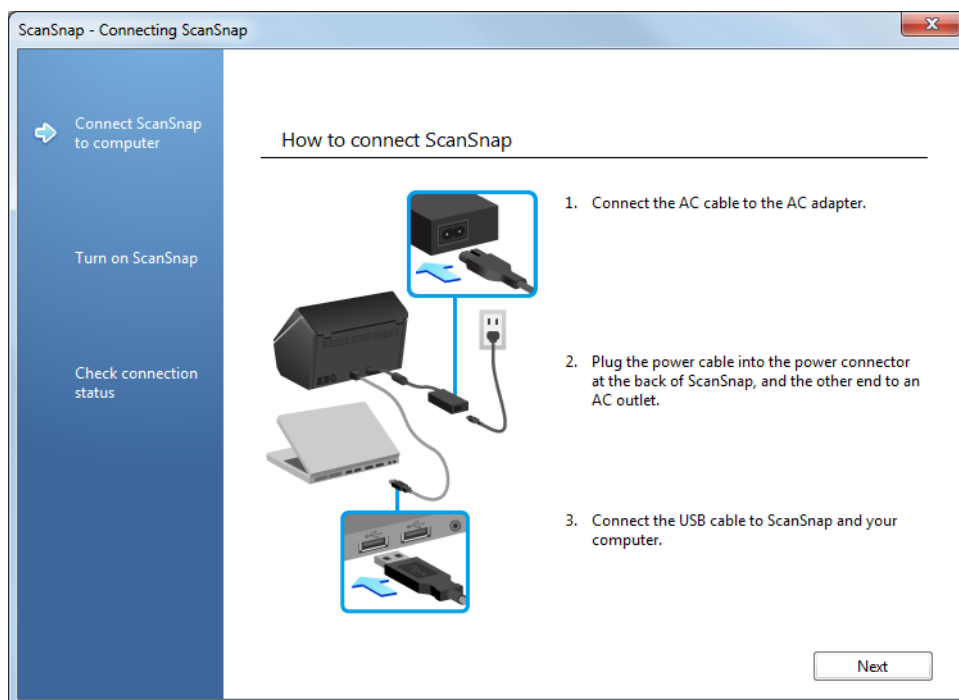 ScanSnap - Connecting ScanSnap
Connect ScanSnap
to computer
Turn on ScanSnap
Check connection
status
How to connect ScanSnap
1. Connect the AC cable to the AC adapter.
2. Plug the power cable into the power connector
at the back of ScanSnap, and the other end to an
AC outlet.
3. Connect the USB cable to ScanSnap and your
computer.
Next